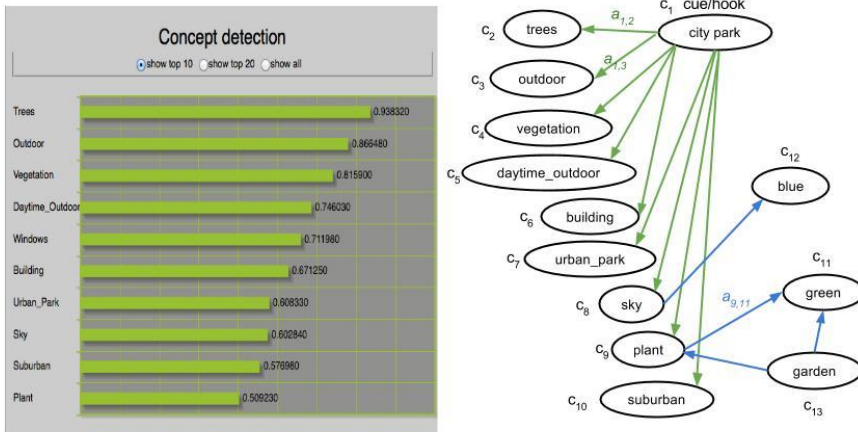 Concept detection
show top 10 show top 20 show all
Trees 0.938320
Outdoor 0.866480
Vegetation 0.815900
Daytime_Outdoor 0.746030
Windows 0.711980
Building 0.671250
Urban_Park 0.608330
Sky 0.602840
Suburban 0.576980
Plant 0.509230
c1 cue/hook
city park
a1,2
c2 trees
a1,3
c3 outdoor
c4 vegetation
c5 daytime_outdoor
c12
blue
c6 building
c7 urban_park
c11
green
c8 sky
a9,11
c9 plant
garden
c13
c10 suburban